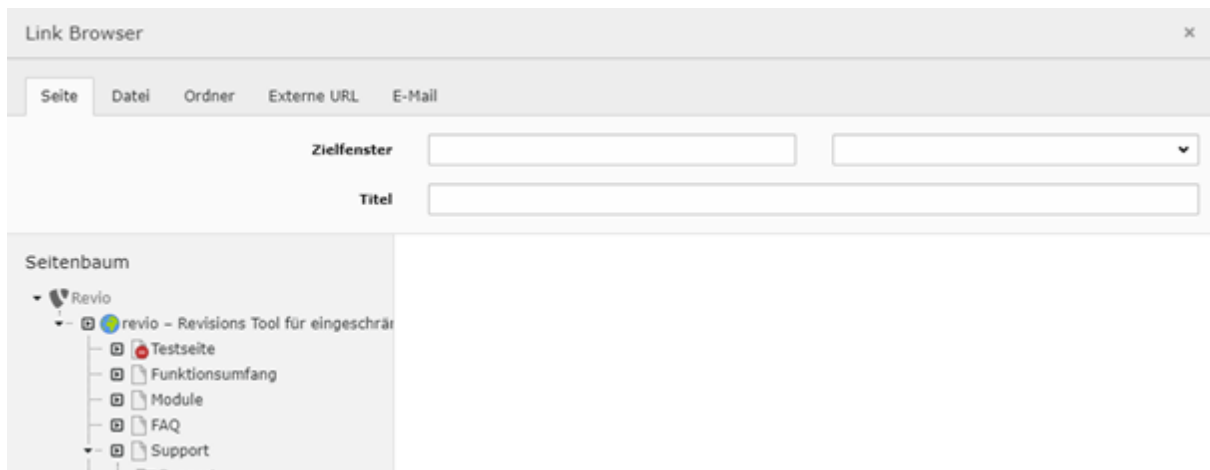 Link Browser ×
Seite Datei Ordner Externe URL E-Mail
Zielfenster
Titel
Seitenbaum
Revio
revio – Revisions Tool für eingeschrär
Testseite
Funktionsumfang
Module
FAQ
Support